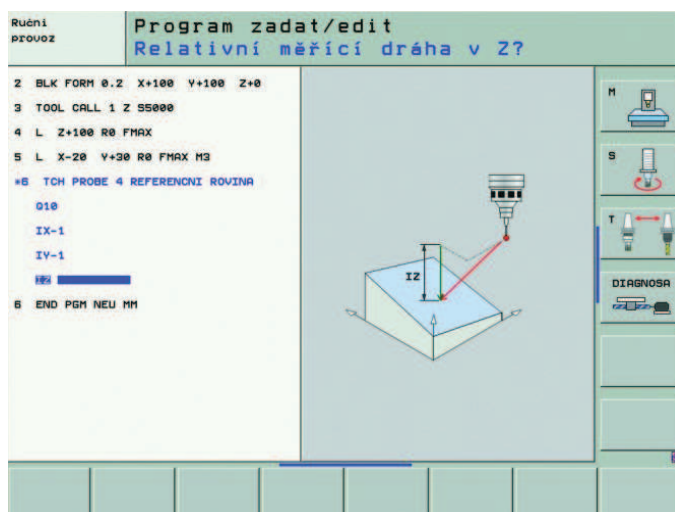 Ruční
provoz
Program zadat/edit
Relativní měřící dráha v Z?
2 BLK FORM 0.2 X+100 Y+100 Z+0
3 TOOL CALL 1 Z S5000
4 L Z+100 R0 FMAX
5 L X-20 Y+30 R0 FMAX M3
*6 TCH PROBE 4 REFERENCNI ROVINA
Q10
IX-1
IY-1
6 END PGM NEU MM
IZ
M
S
T
DIAGNOSA